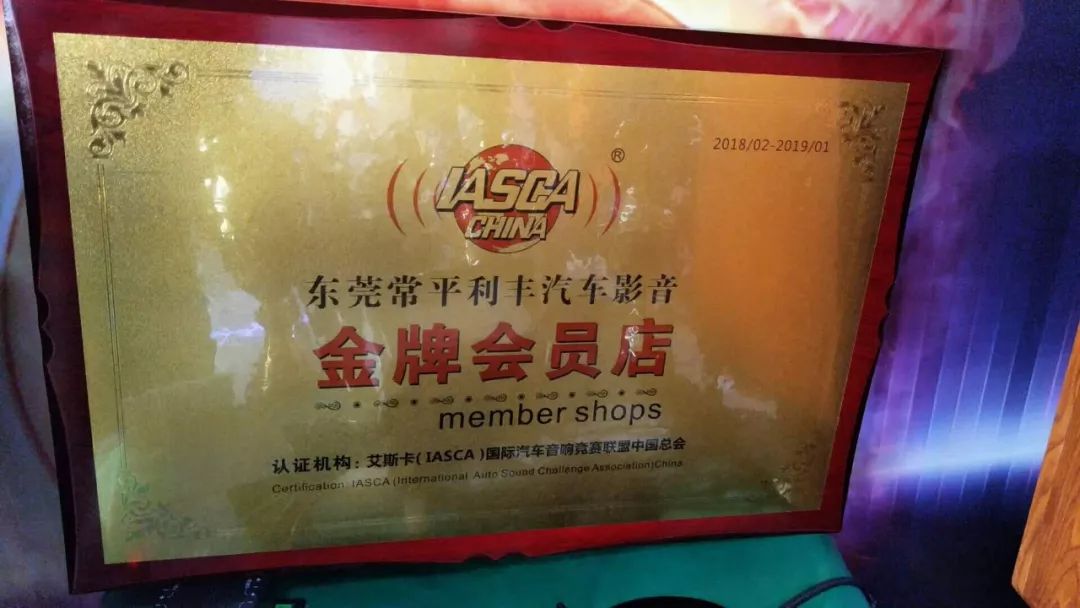 2018/02-2019/01
IASCA ®
CHINA
东莞常平利丰汽车影音
金牌会员店
member shops
认证机构：艾斯卡(IASCA)国际汽车音响竞赛联盟中国总会
Certification: IASCA (International Auto Sound Challenge Association)China